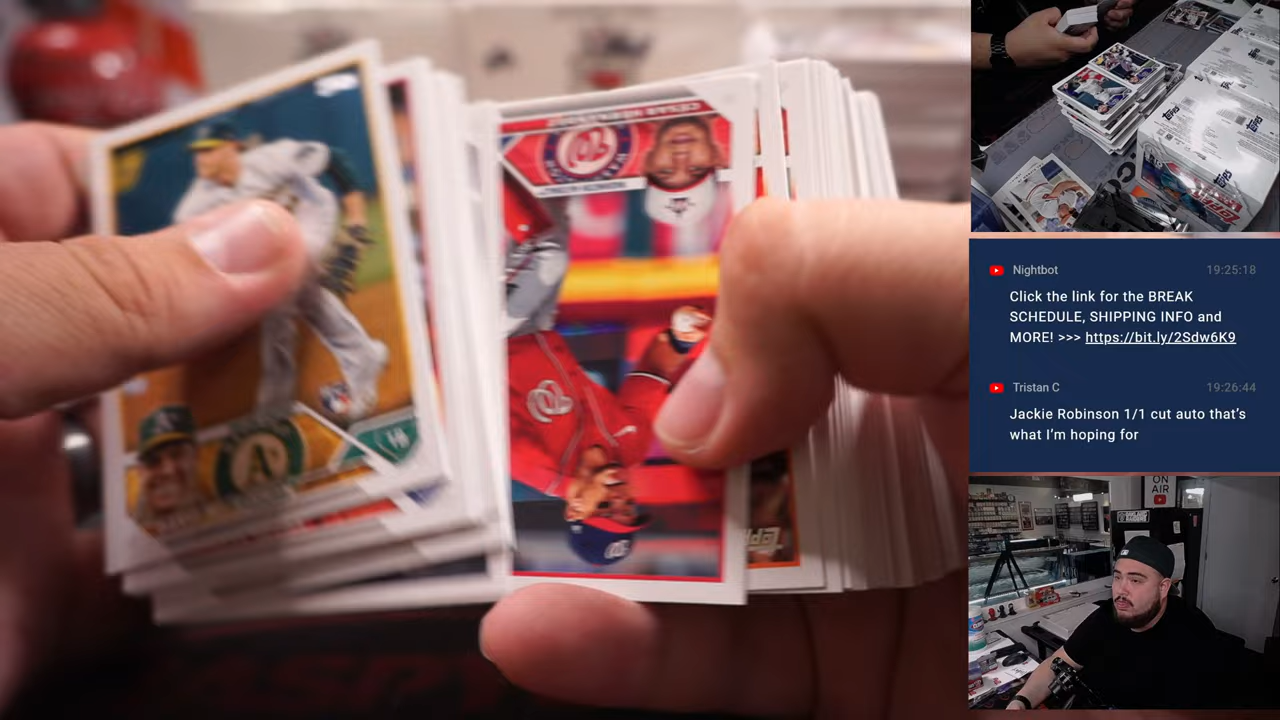 Nightbot 19:25:18
Click the link for the BREAK
SCHEDULE, SHIPPING INFO and
MORE! >>> https://bit.ly/2Sdw6K9
Tristan C 19:26:44
Jackie Robinson 1/1 cut auto that's
what I'm hoping for
ON
AIR
TOPPS